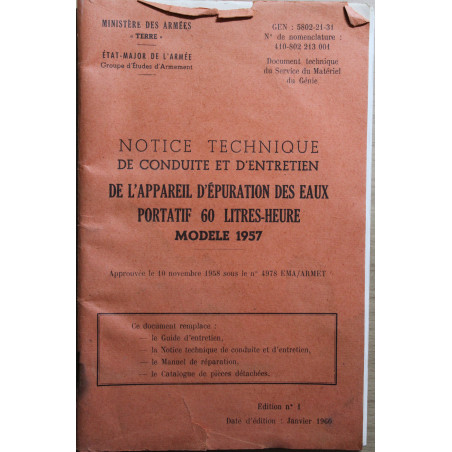 MINISTÈRE DES ARMÉES
« TERRE »
ÉTAT-MAJOR DE L'ARMÉE
Groupe d'Études d'Armement
GEN : 5802-21-31
N° de nomenclature :
410-802 213 001
Document technique
du Service du Matériel
du Génie
NOTICE TECHNIQUE
DE CONDUITE ET D'ENTRETIEN
DE L'APPAREIL D'ÉPURATION DES EAUX
PORTATIF 60 LITRES-HEURE
MODELE 1957
Approuvée le 10 novembre 1958 sous le n° 4976 EMA/ARMET
Ce document remplace :
— le Guide d'entretien,
— la Notice technique de conduite et d'entretien,
— le Manuel de réparation,
— le Catalogue de pièces détachées.
Édition n° 1
Date d'édition : Janvier 1960